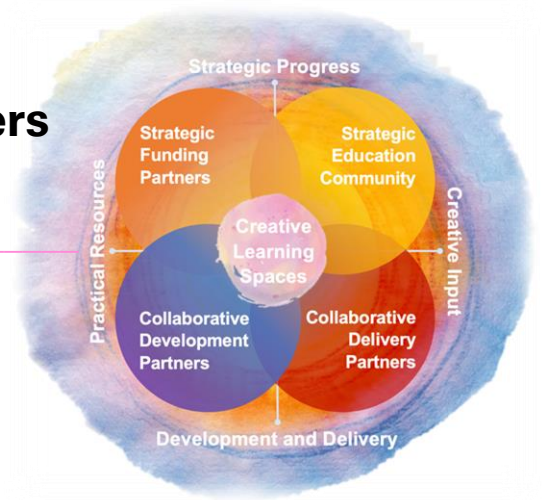 Strategic Progress
ers
Strategic
Funding
Partners
Strategic
Education
Community
Practical Resources
Creative
Learning
Spaces
Creative Input
Collaborative
Development
Partners
Collaborative
Delivery
Partners
Development and Delivery